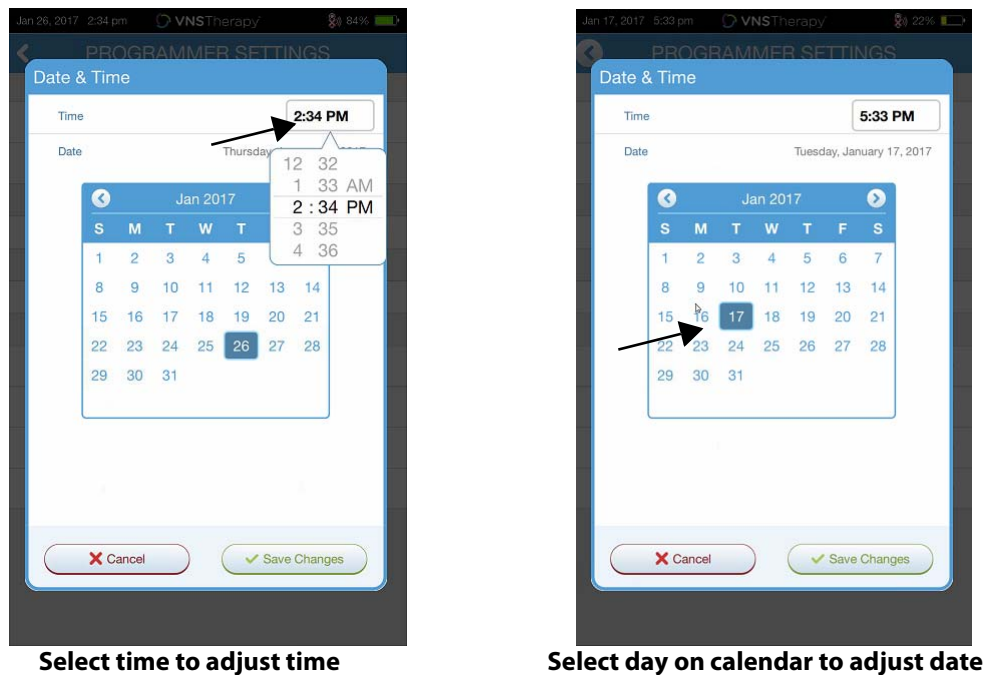 Jan 26, 2017 2:34 pm VNSTherapy 84%
PROGRAMMER SETTINGS
Date & Time
Time 2:34 PM
Date Thursday
12 32
1 33 AM
2 : 34 PM
3 35
4 36
Jan 2017
S M T W T
1 2 3 4 5
8 9 10 11 12 13 14
15 16 17 18 19 20 21
22 23 24 25 26 27 28
29 30 31
Cancel Save Changes
Select time to adjust time
Jan 17, 2017 5:33 pm VNSTherapy 22%
PROGRAMMER SETTINGS
Date & Time
Time 5:33 PM
Date Tuesday, January 17, 2017
Jan 2017
S M T W T F S
1 2 3 4 5 6 7
8 9 10 11 12 13 14
15 16 17 18 19 20 21
22 23 24 25 26 27 28
29 30 31
Cancel Save Changes
Select day on calendar to adjust date